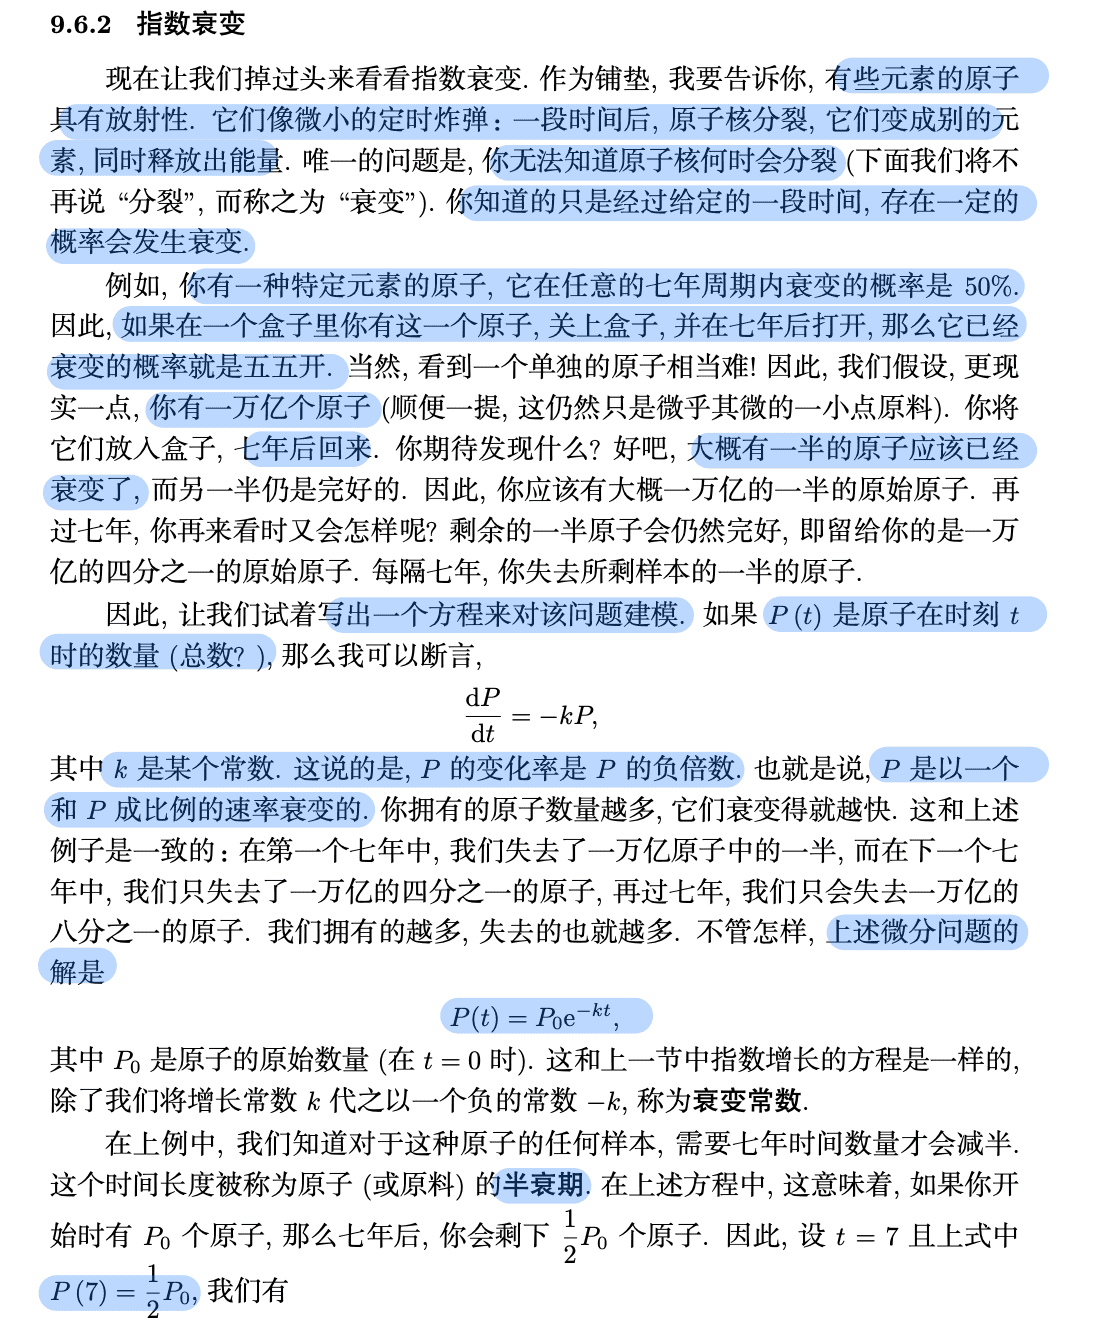 9.6.2 指数衰变
现在让我们掉过头来看看指数衰变. 作为铺垫, 我要告诉你, 有些元素的原子
具有放射性. 它们像微小的定时炸弹: 一段时间后, 原子核分裂, 它们变成别的元
素, 同时释放出能量. 唯一的问题是, 你无法知道原子核何时会分裂 (下面我们将不
再说 “分裂”, 而称之为 “衰变”). 你知道的只是经过给定的一段时间, 存在一定的
概率会发生衰变.
例如, 你有一种特定元素的原子, 它在任意的七年周期内衰变的概率是 50%.
因此, 如果在一个盒子里你有这一个原子, 关上盒子, 并在七年后打开, 那么它已经
衰变的概率就是五五开. 当然, 看到一个单独的原子相当难! 因此, 我们假设, 更现
实一点, 你有一万亿个原子 (顺便一提, 这仍然只是微乎其微的一小点原料). 你将
它们放入盒子, 七年后回来. 你期待发现什么? 好吧, 大概有一半的原子应该已经
衰变了, 而另一半仍是完好的. 因此, 你应该有大概一万亿的一半的原始原子. 再
过七年, 你再来看时又会怎样呢? 剩余的一半原子会仍然完好, 即留给你的是一万
亿的四分之一的原始原子. 每隔七年, 你失去所剩样本的一半的原子.
因此, 让我们试着写出一个方程来对该问题建模. 如果 P (t) 是原子在时刻 t
时的数量 (总数? ), 那么我可以断言,
dP/dt = −kP,
其中 k 是某个常数. 这说的是, P 的变化率是 P 的负倍数. 也就是说, P 是以一个
和 P 成比例的速率衰变的. 你拥有的原子数量越多, 它们衰变得就越快. 这和上述
例子是一致的: 在第一个七年中, 我们失去了一万亿原子中的一半, 而在下一个七
年中, 我们只失去了一万亿的四分之一的原子, 再过七年, 我们只会失去一万亿的
八分之一的原子. 我们拥有的越多, 失去的也就越多. 不管怎样, 上述微分问题的
解是
P(t) = P₀e⁻ᵏᵗ,
其中 P₀ 是原子的原始数量 (在 t = 0 时). 这和上一节中指数增长的方程是一样的,
除了我们将增长常数 k 代之以一个负的常数 −k, 称为衰变常数.
在上例中, 我们知道对于这种原子的任何样本, 需要七年时间数量才会减半.
这个时间长度被称为原子 (或原料) 的半衰期. 在上述方程中, 这意味着, 如果你开
始时有 P₀ 个原子, 那么七年后, 你会剩下 1/2 P₀ 个原子. 因此, 设 t = 7 且上式中
P (7) = 1/2 P₀, 我们有